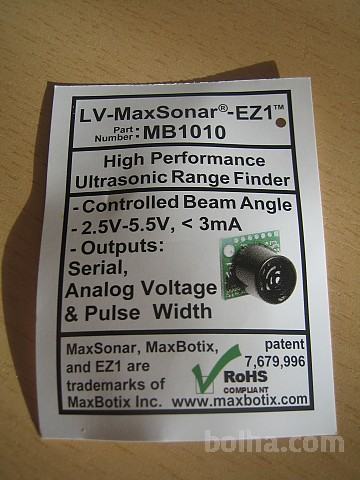 LV-MaxSonar®-EZ1™
Part Number: MB1010
High Performance
Ultrasonic Range Finder
- Controlled Beam Angle
- 2.5V-5.5V, < 3mA
- Outputs:
Serial,
Analog Voltage
& Pulse Width
MaxSonar, MaxBotix,
and EZ1 are
trademarks of
MaxBotix Inc.
patent
7,679,996
RoHS
COMPLIANT
www.maxbotix.com
bolha.com